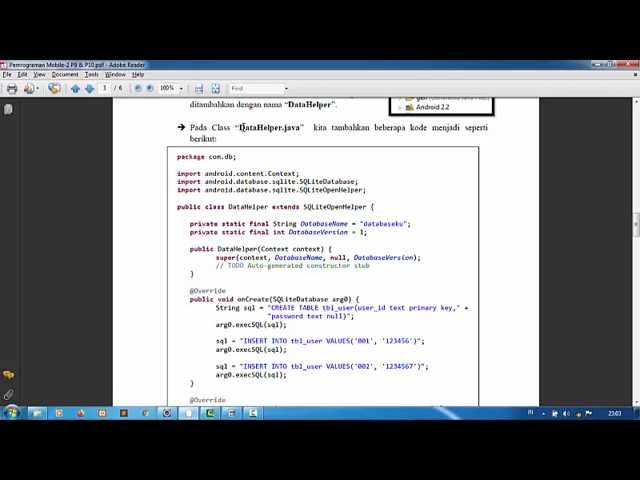 Pemrograman Mobile-2 P9 & P10.pdf - Adobe Reader
File Edit View Document Tools Window Help
3 / 6 100% Find
ditambahkan dengan nama “DataHelper”.
Android 2.2
➔ Pada Class “DataHelper.java” kita tambahkan beberapa kode menjadi seperti
berikut:
package com.db;
import android.content.Context;
import android.database.sqlite.SQLiteDatabase;
import android.database.sqlite.SQLiteOpenHelper;
public class DataHelper extends SQLiteOpenHelper {
private static final String DatabaseName = "databaseku";
private static final int DatabaseVersion = 1;
public DataHelper(Context context) {
super(context, DatabaseName, null, DatabaseVersion);
// TODO Auto-generated constructor stub
}
@Override
public void onCreate(SQLiteDatabase arg0) {
String sql = "CREATE TABLE tbl_user(user_id text primary key," +
"password text null)";
arg0.execSQL(sql);
sql = "INSERT INTO tbl_user VALUES('001', '123456')";
arg0.execSQL(sql);
sql = "INSERT INTO tbl_user VALUES('002', '1234567')";
arg0.execSQL(sql);
}
@Override
IN 23:03